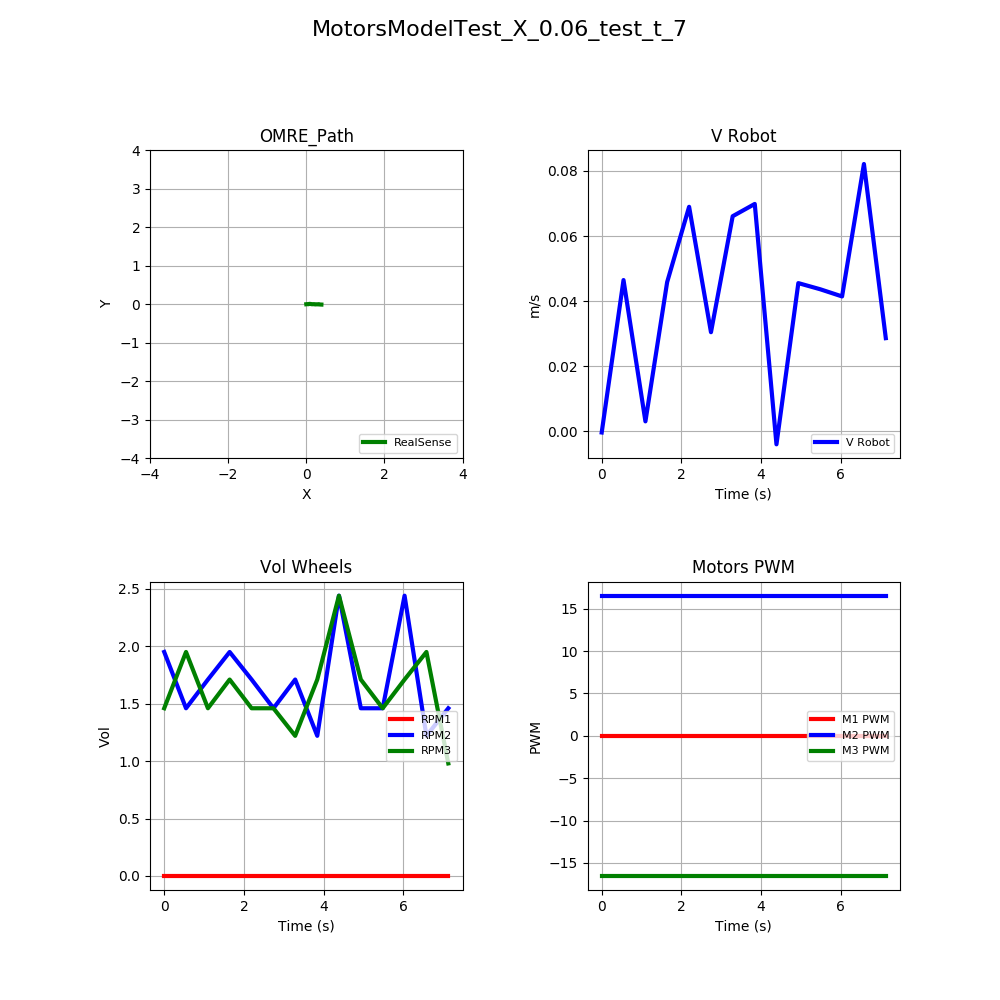 MotorsModelTest_X_0.06_test_t_7
OMRE_Path
4
3
2
1
0
−1
−2
−3
−4
Y
−4 −2 0 2 4
X
RealSense
V Robot
0.08
0.06
0.04
0.02
0.00
m/s
0 2 4 6
Time (s)
V Robot
Vol Wheels
2.5
2.0
1.5
1.0
0.5
0.0
Vol
0 2 4 6
Time (s)
RPM1
RPM2
RPM3
Motors PWM
15
10
5
0
−5
−10
−15
PWM
0 2 4 6
Time (s)
M1 PWM
M2 PWM
M3 PWM